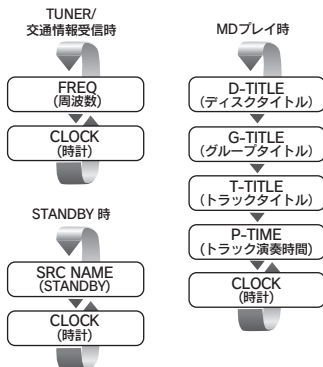 TUNER/
交通情報受信時
FREQ
(周波数)
CLOCK
(時計)
STANDBY 時
SRC NAME
(STANDBY)
CLOCK
(時計)
MDプレイ時
D-TITLE
(ディスクタイトル)
G-TITLE
(グループタイトル)
T-TITLE
(トラックタイトル)
P-TIME
(トラック演奏時間)
CLOCK
(時計)